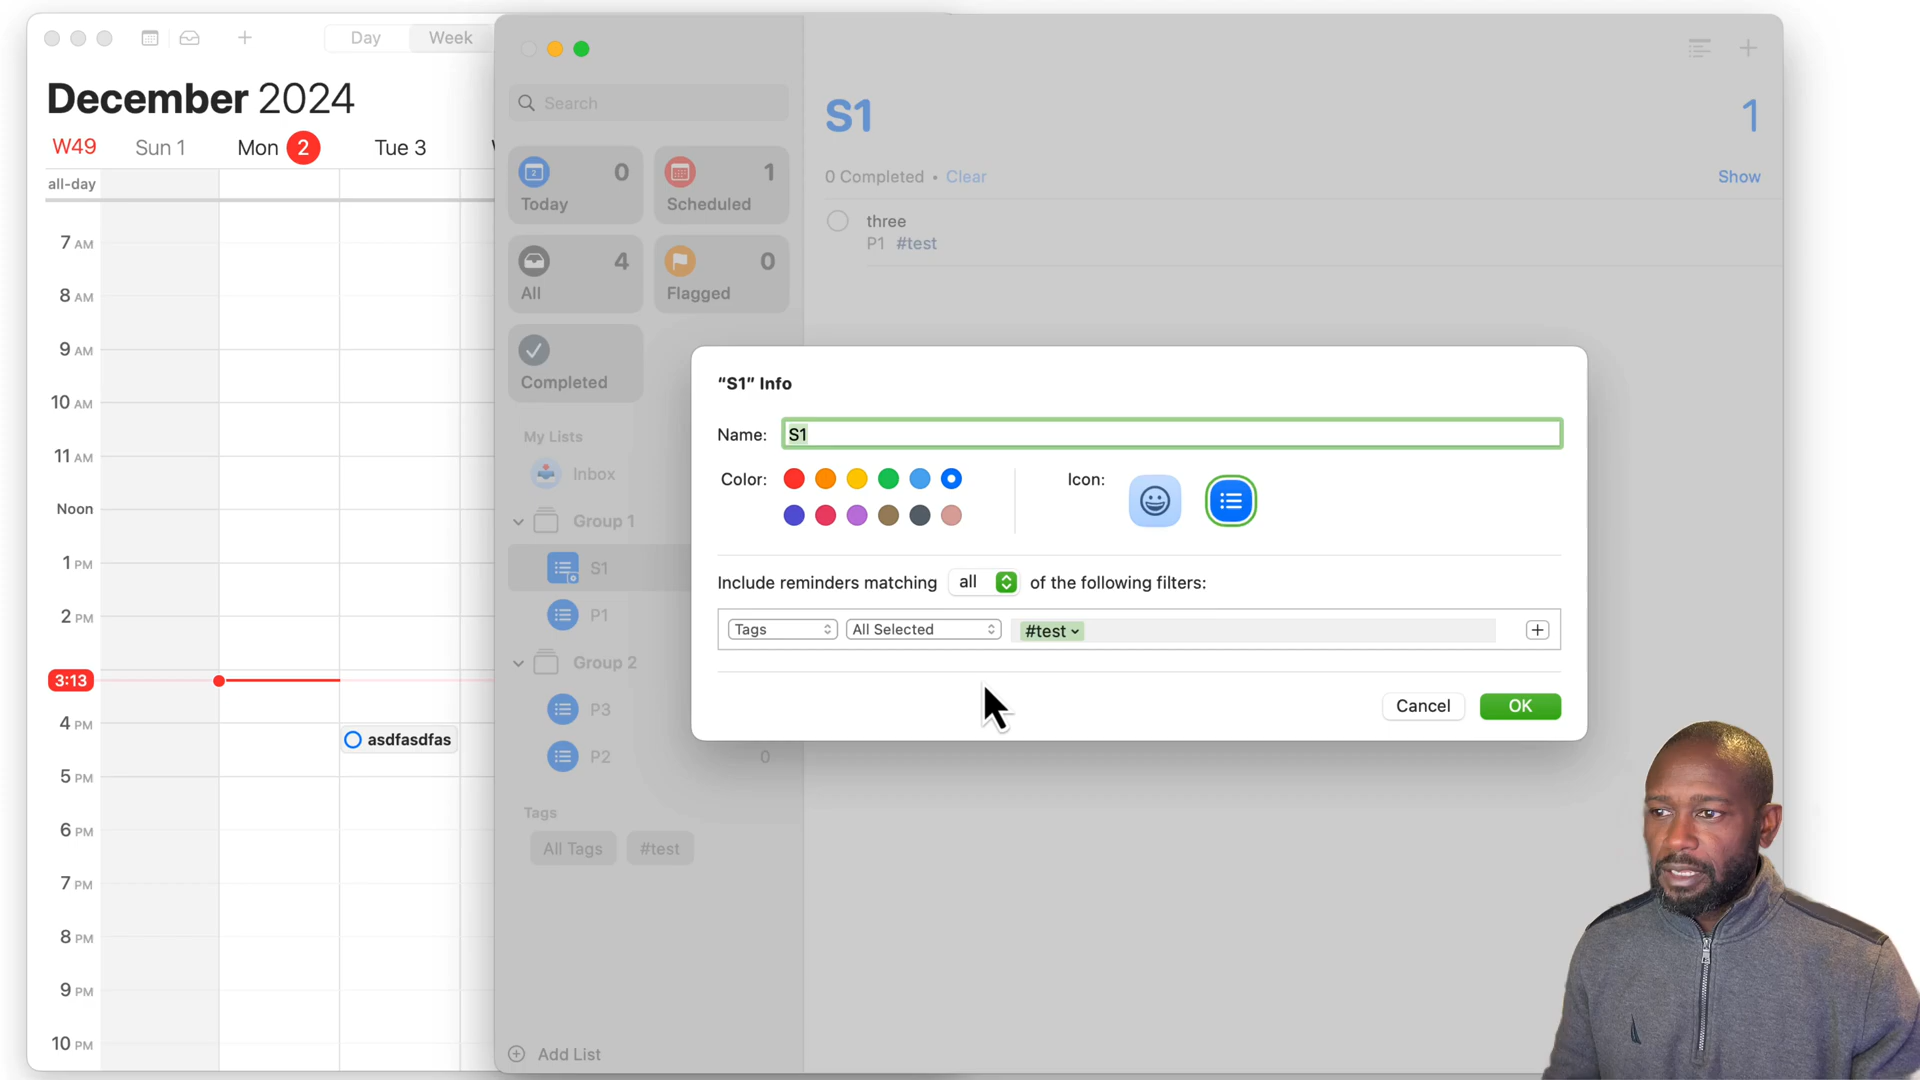 Day Week
December 2024
W49 Sun 1 Mon 2 Tue 3
all-day
7 AM
8 AM
9 AM
10 AM
11 AM
Noon
1 PM
2 PM
3:13
4 PM
asdfasdfas
5 PM
6 PM
7 PM
8 PM
9 PM
10 PM
Search
2 0
Today
1
Scheduled
4
All
0
Flagged
Completed
My Lists
Inbox
Group 1
S1
P1
Group 2
P3
P2 0
Tags
All Tags #test
Add List
S1 1
0 Completed • Clear Show
three
P1 #test
“S1” Info
Name: S1
Color: Icon:
Include reminders matching all of the following filters:
Tags All Selected #test
Cancel OK